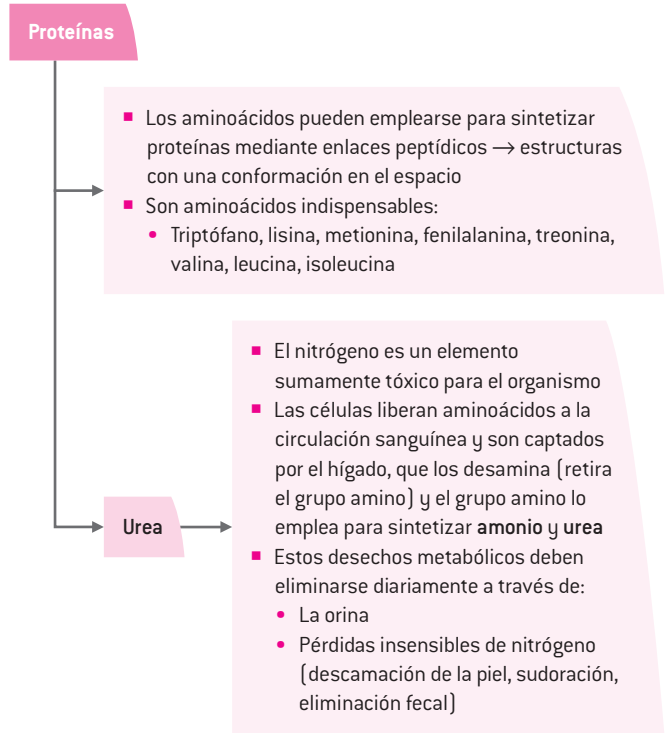 Proteínas
■ Los aminoácidos pueden emplearse para sintetizar
proteínas mediante enlaces peptídicos → estructuras
con una conformación en el espacio
■ Son aminoácidos indispensables:
• Triptófano, lisina, metionina, fenilalanina, treonina,
valina, leucina, isoleucina
Urea
■ El nitrógeno es un elemento
sumamente tóxico para el organismo
■ Las células liberan aminoácidos a la
circulación sanguínea y son captados
por el hígado, que los desamina (retira
el grupo amino) y el grupo amino lo
emplea para sintetizar amonio y urea
■ Estos desechos metabólicos deben
eliminarse diariamente a través de:
• La orina
• Pérdidas insensibles de nitrógeno
(descamación de la piel, sudoración,
eliminación fecal)